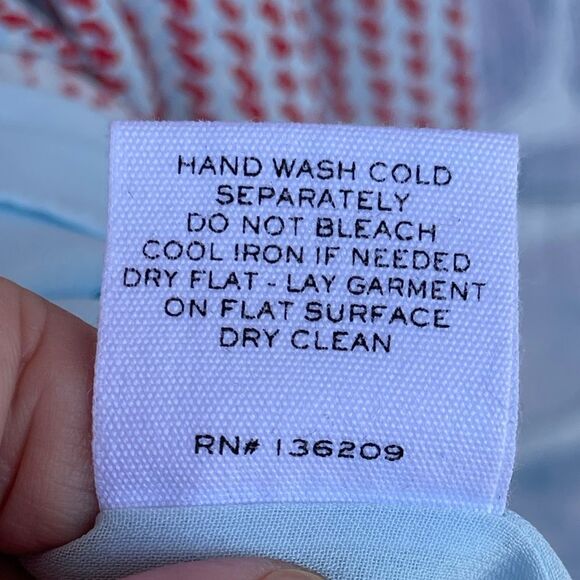 HAND WASH COLD
SEPARATELY
DO NOT BLEACH
COOL IRON IF NEEDED
DRY FLAT - LAY GARMENT
ON FLAT SURFACE
DRY CLEAN
RN# 136209